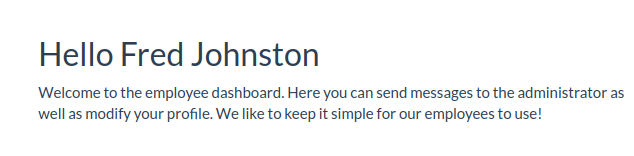 Hello Fred Johnston
Welcome to the employee dashboard. Here you can send messages to the administrator as
well as modify your profile. We like to keep it simple for our employees to use!